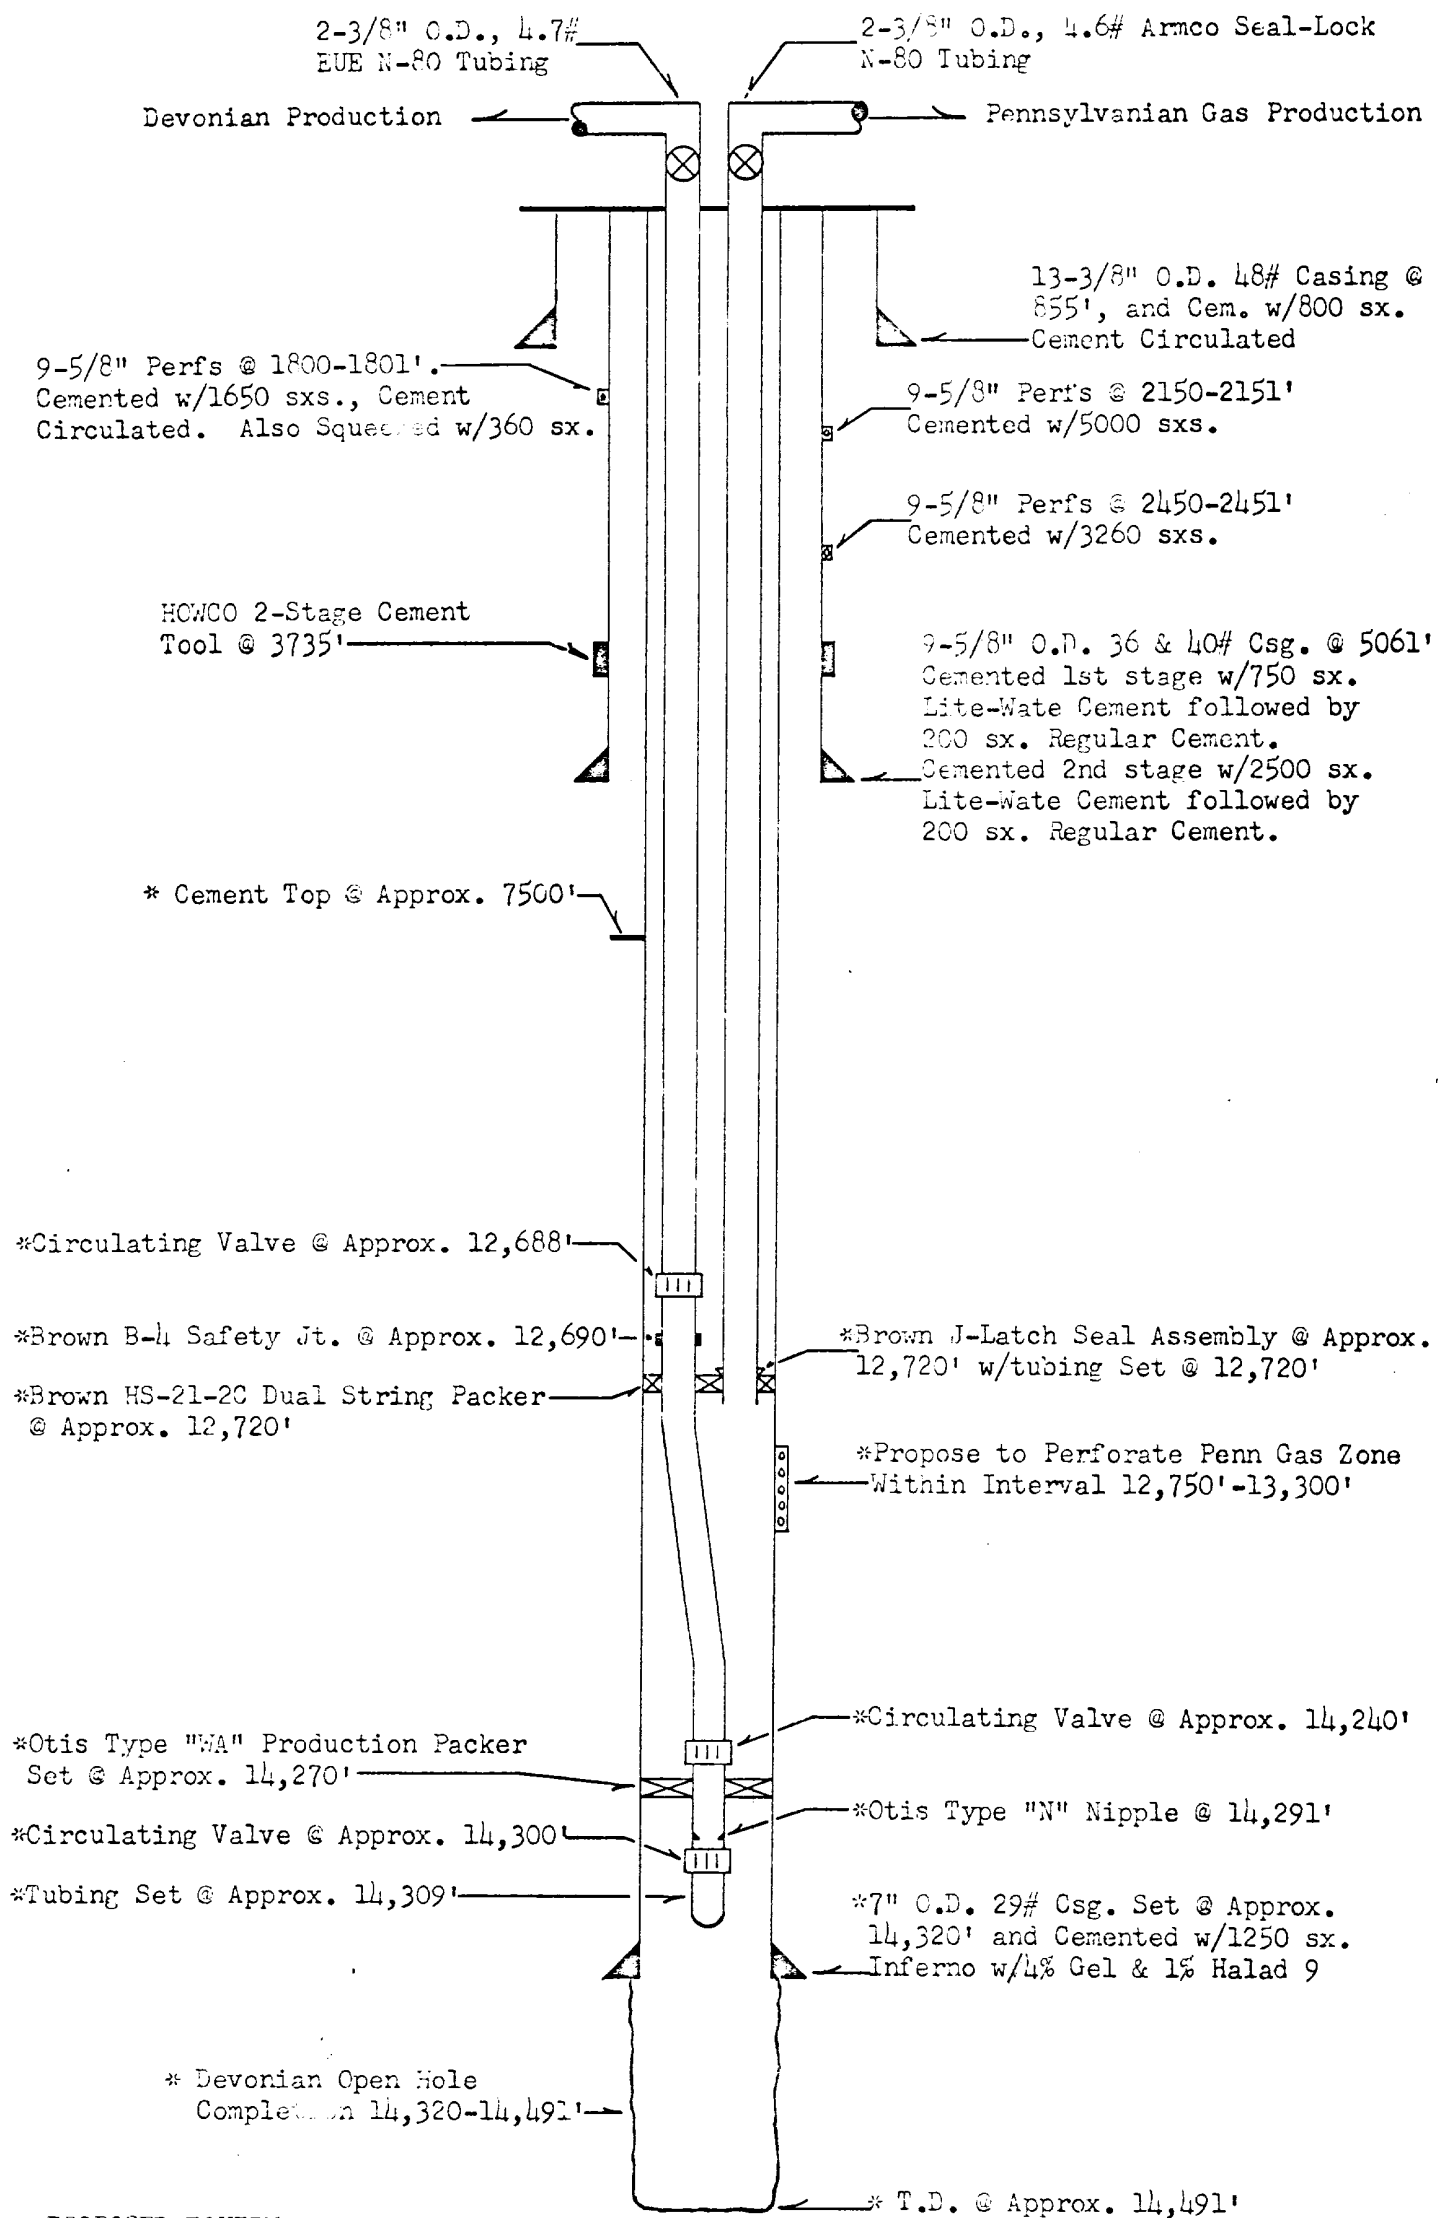 2-3/8" O.D., 4.7#
EUE N-80 Tubing
2-3/8" O.D., 4.6# Armco Seal-Lock
N-80 Tubing
Devonian Production
Pennsylvanian Gas Production
13-3/8" O.D. 48# Casing @
855', and Cem. w/800 sx.
Cement Circulated
9-5/8" Perfs @ 1800-1801'.
Cemented w/1650 sxs., Cement
Circulated. Also Squeezed w/360 sx.
9-5/8" Perfs @ 2150-2151'
Cemented w/5000 sxs.
9-5/8" Perfs @ 2450-2451'
Cemented w/3260 sxs.
HOWCO 2-Stage Cement
Tool @ 3735'
9-5/8" O.D. 36 & 40# Csg. @ 5061'
Cemented 1st stage w/750 sx.
Lite-Wate Cement followed by
200 sx. Regular Cement.
Cemented 2nd stage w/2500 sx.
Lite-Wate Cement followed by
200 sx. Regular Cement.
* Cement Top @ Approx. 7500'
*Circulating Valve @ Approx. 12,688'
*Brown B-4 Safety Jt. @ Approx. 12,690'
*Brown J-Latch Seal Assembly @ Approx.
12,720' w/tubing Set @ 12,720'
*Brown HS-21-2C Dual String Packer
@ Approx. 12,720'
*Propose to Perforate Penn Gas Zone
Within Interval 12,750'-13,300'
*Circulating Valve @ Approx. 14,240'
*Otis Type "WA" Production Packer
Set @ Approx. 14,270'
*Otis Type "N" Nipple @ 14,291'
*Circulating Valve @ Approx. 14,300'
*Tubing Set @ Approx. 14,309'
*7" O.D. 29# Csg. Set @ Approx.
14,320' and Cemented w/1250 sx.
Inferno w/4% Gel & 1% Halad 9
* Devonian Open Hole
Completion 14,320-14,491'
* T.D. @ Approx. 14,491'